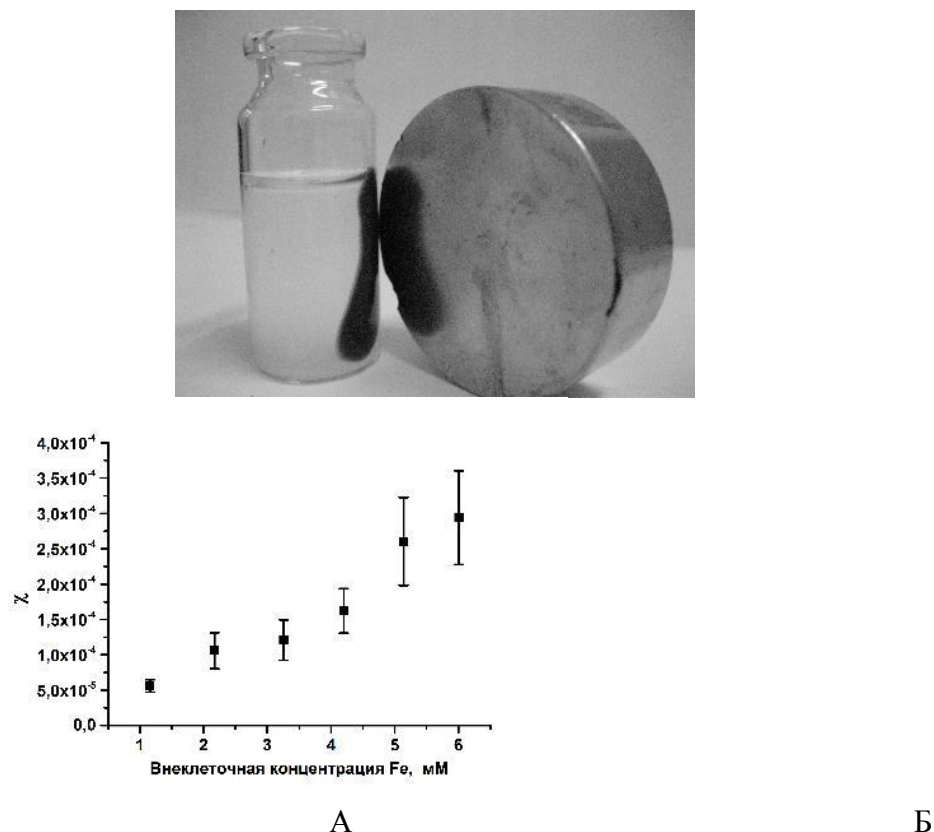 4,0x10⁻⁴
3,5x10⁻⁴
3,0x10⁻⁴
2,5x10⁻⁴
2,0x10⁻⁴
1,5x10⁻⁴
1,0x10⁻⁴
5,0x10⁻⁵
0,0
χ
1 2 3 4 5 6
Внеклеточная концентрация Fe, мМ
А Б